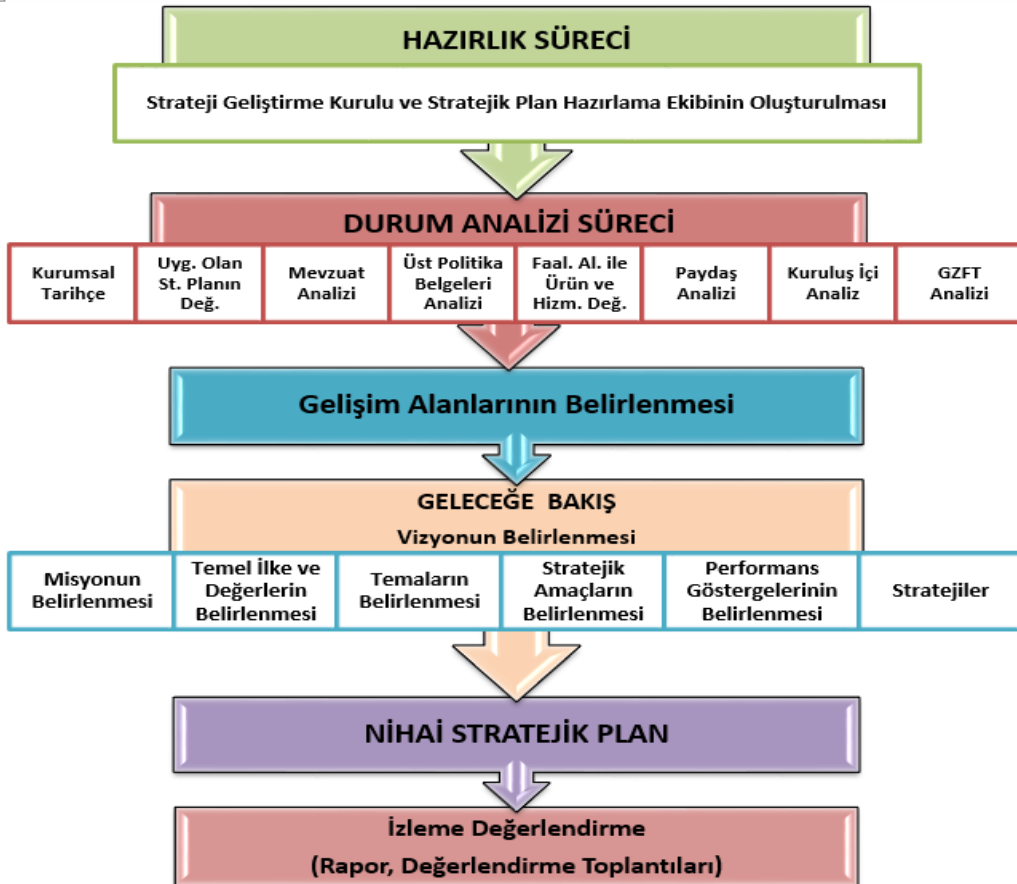 HAZIRLIK SÜRECİ
Strateji Geliştirme Kurulu ve Stratejik Plan Hazırlama Ekibinin Oluşturulması
DURUM ANALİZİ SÜRECİ
Kurumsal
Tarihçe
Uyg. Olan
St. Planın
Değ.
Mevzuat
Analizi
Üst Politika
Belgeleri
Analizi
Faal. Al. ile
Ürün ve
Hizm. Değ.
Paydaş
Analizi
Kuruluş İçi
Analiz
GZFT
Analizi
Gelişim Alanlarının Belirlenmesi
GELECEĞE BAKIŞ
Vizyonun Belirlenmesi
Misyonun
Belirlenmesi
Temel İlke ve
Değerlerin
Belirlenmesi
Temaların
Belirlenmesi
Stratejik
Amaçların
Belirlenmesi
Performans
Göstergelerinin
Belirlenmesi
Stratejiler
NİHAİ STRATEJİK PLAN
İzleme Değerlendirme
(Rapor, Değerlendirme Toplantıları)